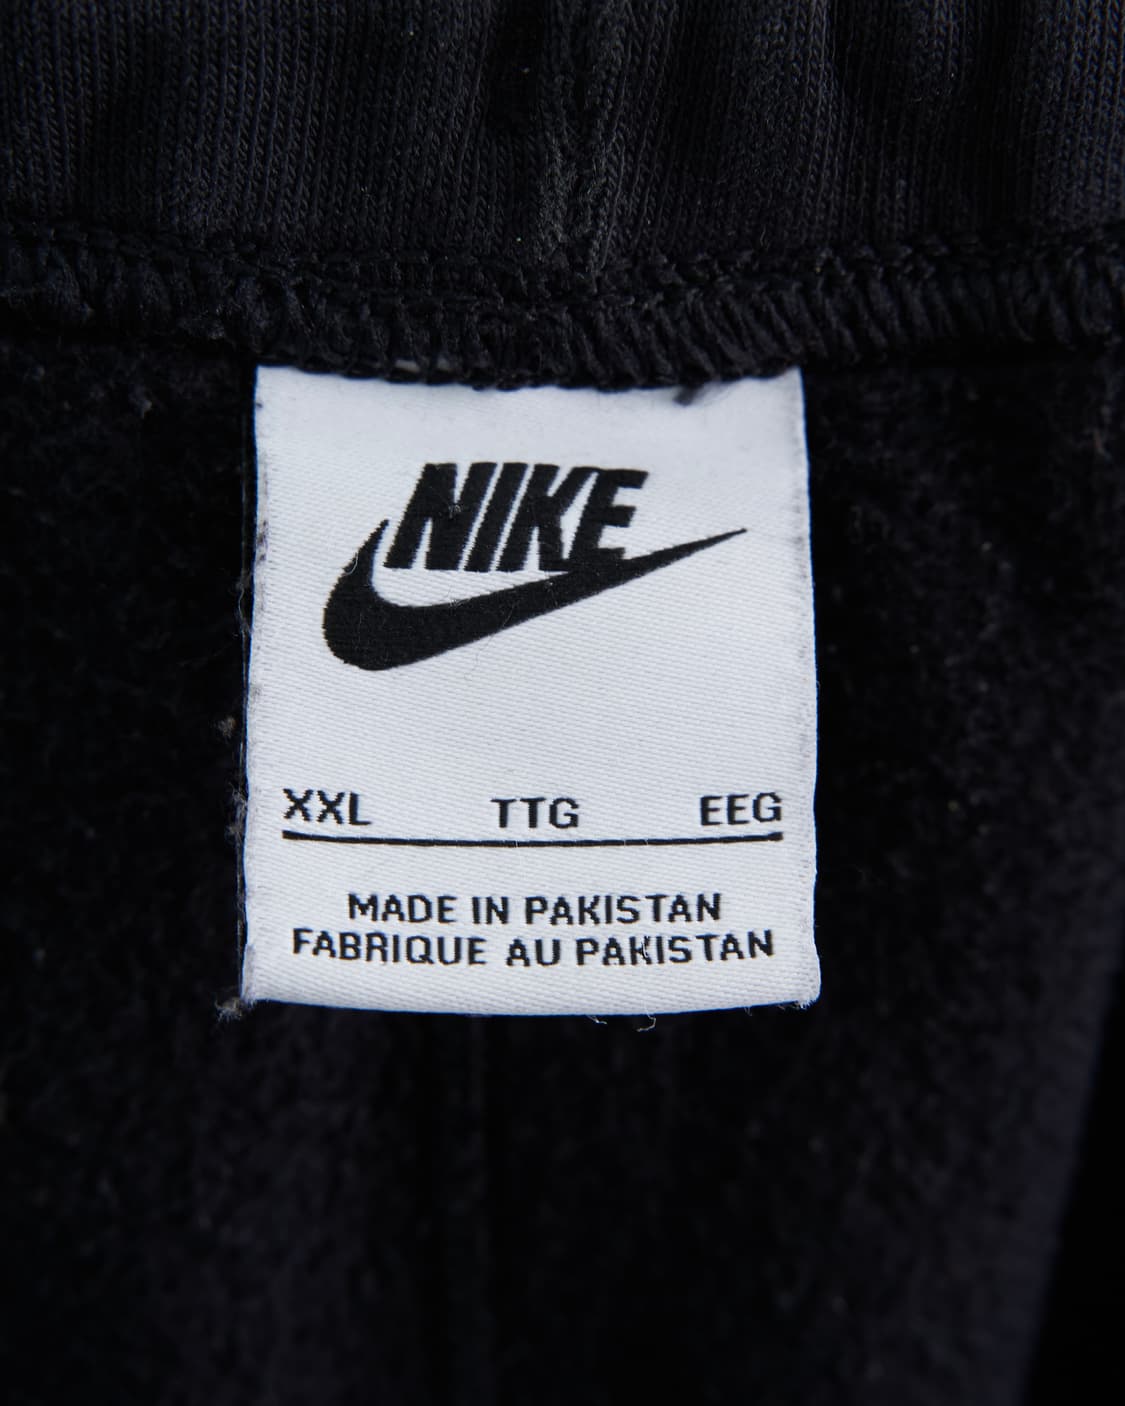 NIKE
XXL TTG EEG
MADE IN PAKISTAN
FABRIQUE AU PAKISTAN